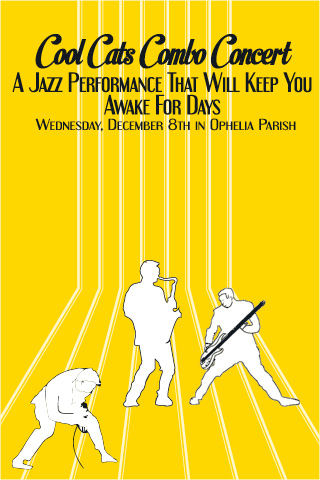 Cool Cats Combo Concert
A Jazz Performance That Will Keep You
Awake For Days
Wednesday, December 8th in Ophelia Parish